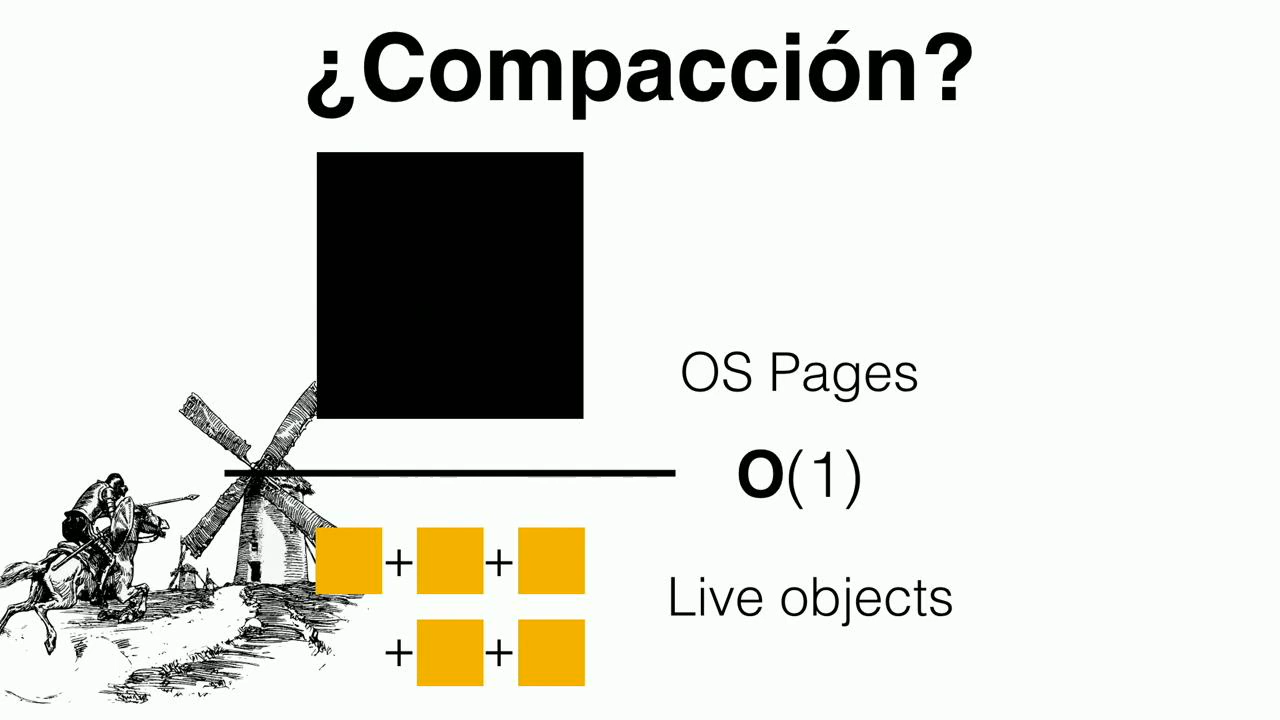 ¿Compacción?
OS Pages
O(1)
+ +
Live objects
+ +